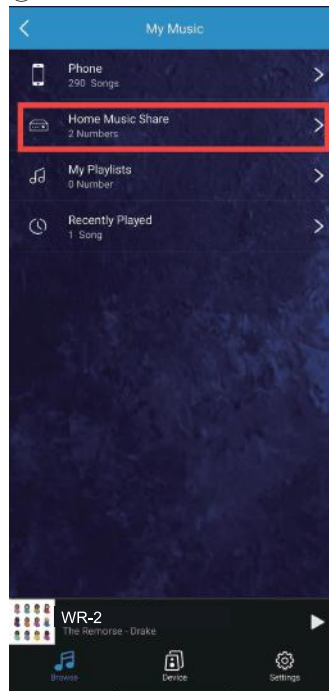 My Music
Phone
290 Songs
Home Music Share
2 Numbers
My Playlists
0 Number
Recently Played
1 Song
WR-2
The Remorse - Drake
Browse
Device
Settings